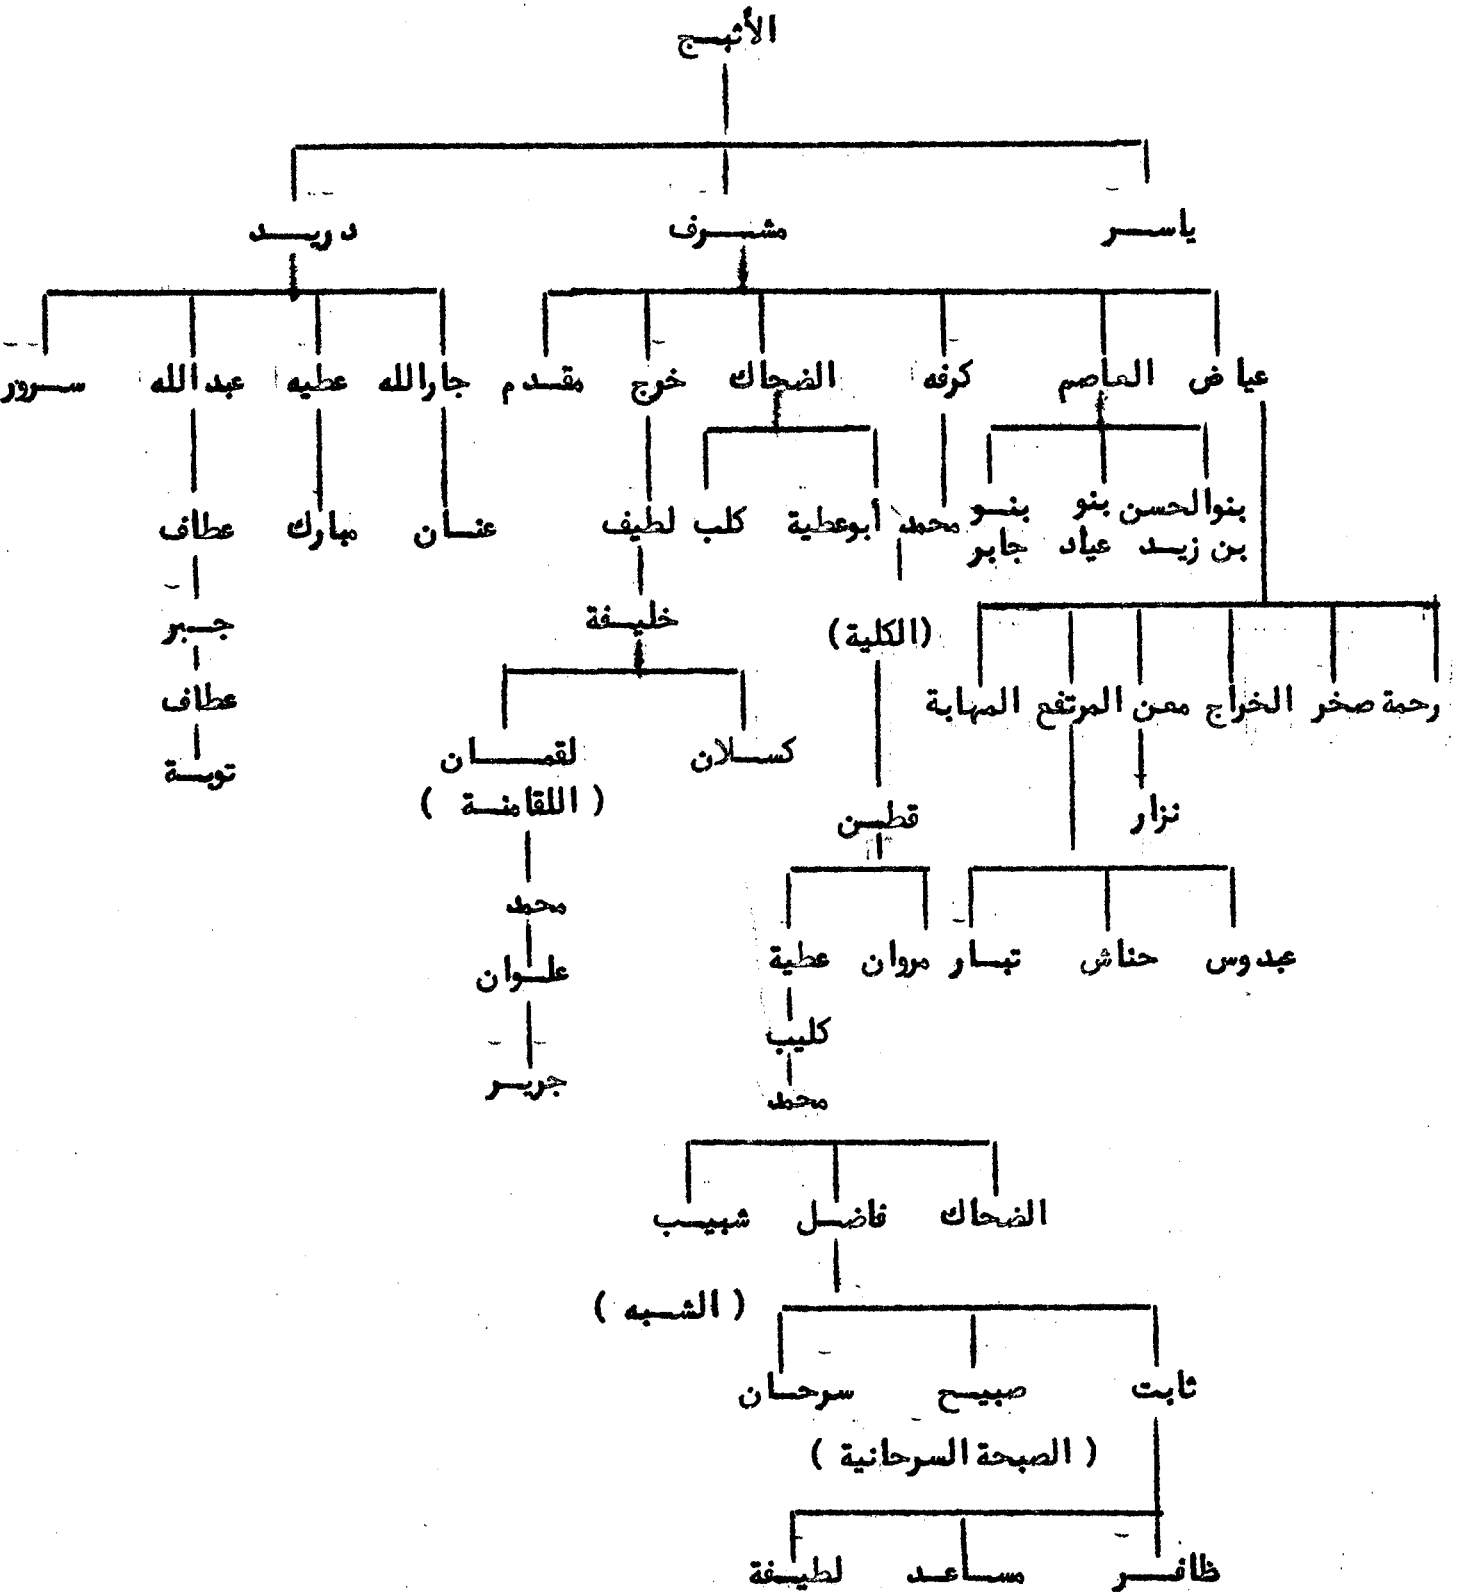 الأثبج
ياسر مشرف دريد
عياض العاصم كرفه الضحاك خرج مقدم جارالله عطيه عبدالله سرور
بنوالحسن بنو بنو محمد أبوعطية كلب لطيف عنان مبارك عطاف
بن زيد عياد جابر
خليفة جبر
(الكلية)
رحمة صخر الخراج معن المرتفع المهابة عطاف
كسلان لقمان توبة
( اللقامنة )
نزار قطن
محمد
عبدوس حناش تبار مروان عطية علوان
كليب
جرير
محمد
الضحاك فاضل شبيب
( الشبه )
ثابت صبيح سرحان
( الصبحة السرحانية )
ظافر مساعد لطيفة